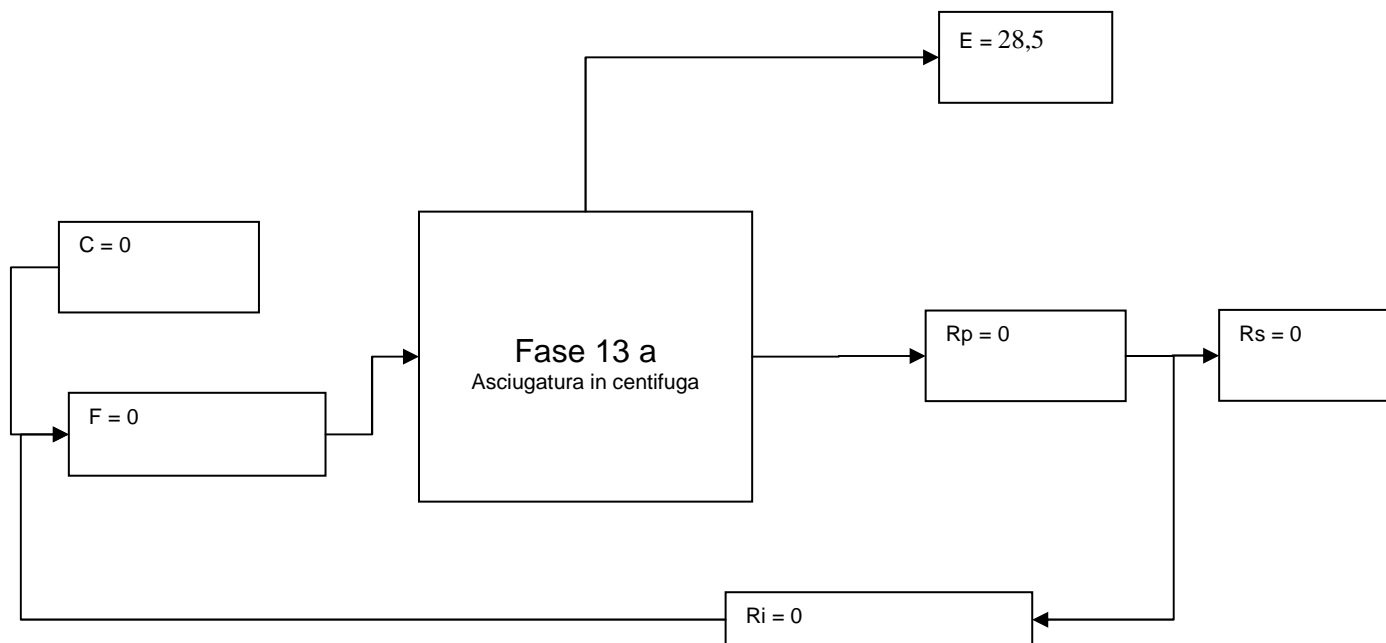 E = 28,5
C = 0
Fase 13 a
Asciugatura in centifuga
Rp = 0
Rs = 0
F = 0
Ri = 0